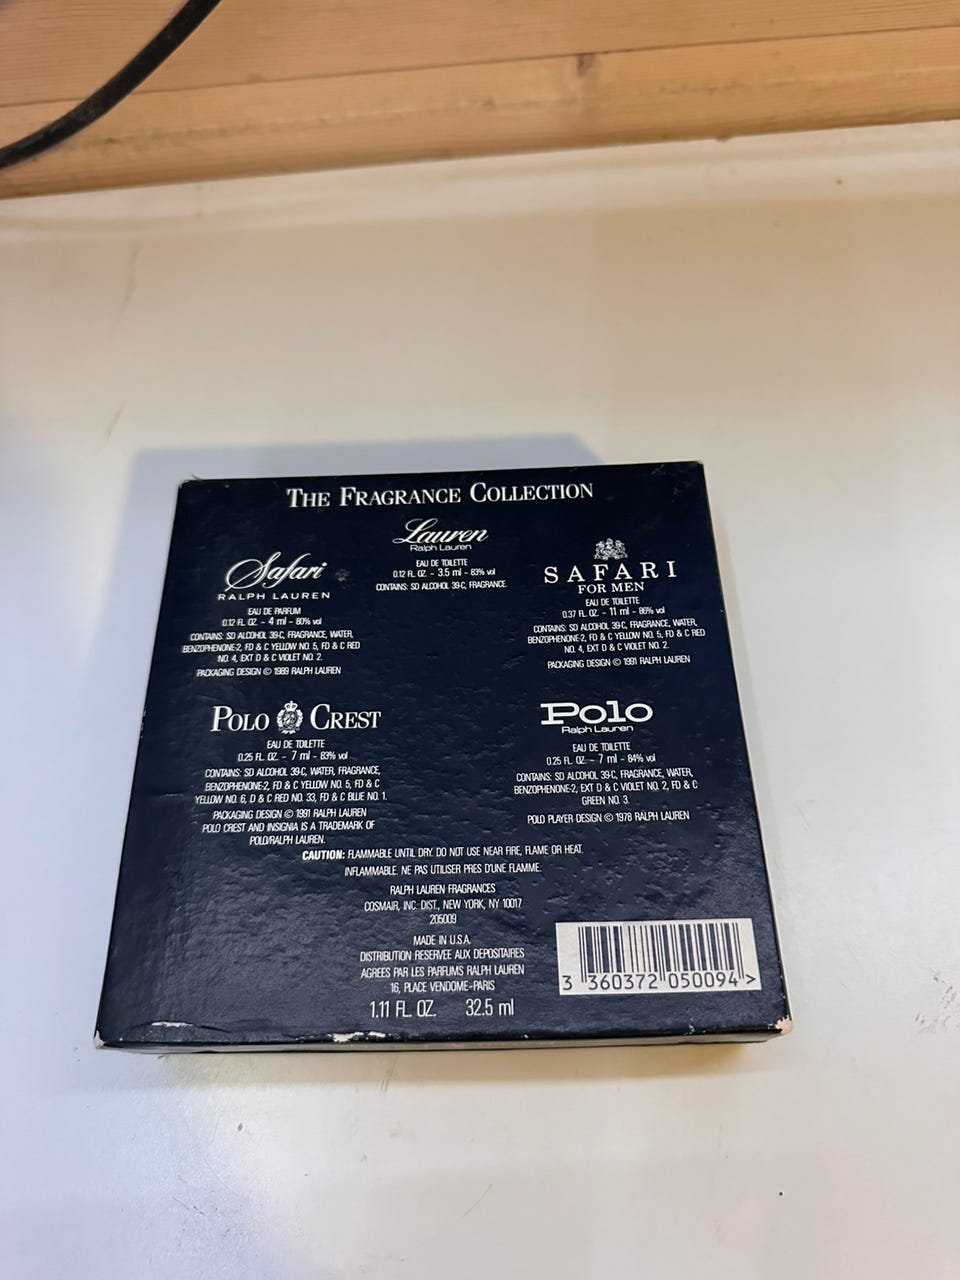 THE FRAGRANCE COLLECTION
Lauren
Ralph Lauren
EAU DE TOILETTE
0.12 FL. OZ. - 3.5 ml - 83% vol
CONTAINS: SD ALCOHOL 39-C, FRAGRANCE.
Safari
RALPH LAUREN
EAU DE PARFUM
0.12 FL. OZ. - 4 ml - 80% vol
CONTAINS: SD ALCOHOL 39-C, FRAGRANCE, WATER,
BENZOPHENONE-2, FD & C YELLOW NO. 5, FD & C RED
NO. 4, EXT D & C VIOLET NO. 2.
PACKAGING DESIGN © 1989 RALPH LAUREN
SAFARI
FOR MEN
EAU DE TOILETTE
0.37 FL. OZ. - 11 ml - 86% vol
CONTAINS: SD ALCOHOL 39-C, FRAGRANCE, WATER,
BENZOPHENONE-2, FD & C YELLOW NO. 5, FD & C RED
NO. 4, EXT D & C VIOLET NO. 2.
PACKAGING DESIGN © 1991 RALPH LAUREN
POLO CREST
EAU DE TOILETTE
0.25 FL. OZ. - 7 ml - 83% vol
CONTAINS: SD ALCOHOL 39-C, WATER, FRAGRANCE,
BENZOPHENONE-2, FD & C YELLOW NO. 5, FD & C
YELLOW NO. 6, D & C RED NO. 33, FD & C BLUE NO. 1.
PACKAGING DESIGN © 1991 RALPH LAUREN
POLO CREST AND INSIGNIA IS A TRADEMARK OF
POLO/RALPH LAUREN.
Polo
Ralph Lauren
EAU DE TOILETTE
0.25 FL. OZ. - 7 ml - 84% vol
CONTAINS: SD ALCOHOL 39-C, FRAGRANCE, WATER,
BENZOPHENONE-2, EXT D & C VIOLET NO. 2, FD & C
GREEN NO. 3.
POLO PLAYER DESIGN © 1978 RALPH LAUREN
CAUTION: FLAMMABLE UNTIL DRY. DO NOT USE NEAR FIRE, FLAME OR HEAT.
INFLAMMABLE. NE PAS UTILISER PRES D'UNE FLAMME.
RALPH LAUREN FRAGRANCES
COSMAIR, INC. DIST., NEW YORK, NY 10017
205009
MADE IN U.S.A.
DISTRIBUTION RESERVEE AUX DEPOSITAIRES
AGREES PAR LES PARFUMS RALPH LAUREN
16, PLACE VENDOME-PARIS
1.11 FL. OZ. 32.5 ml
3 360372 050094 >